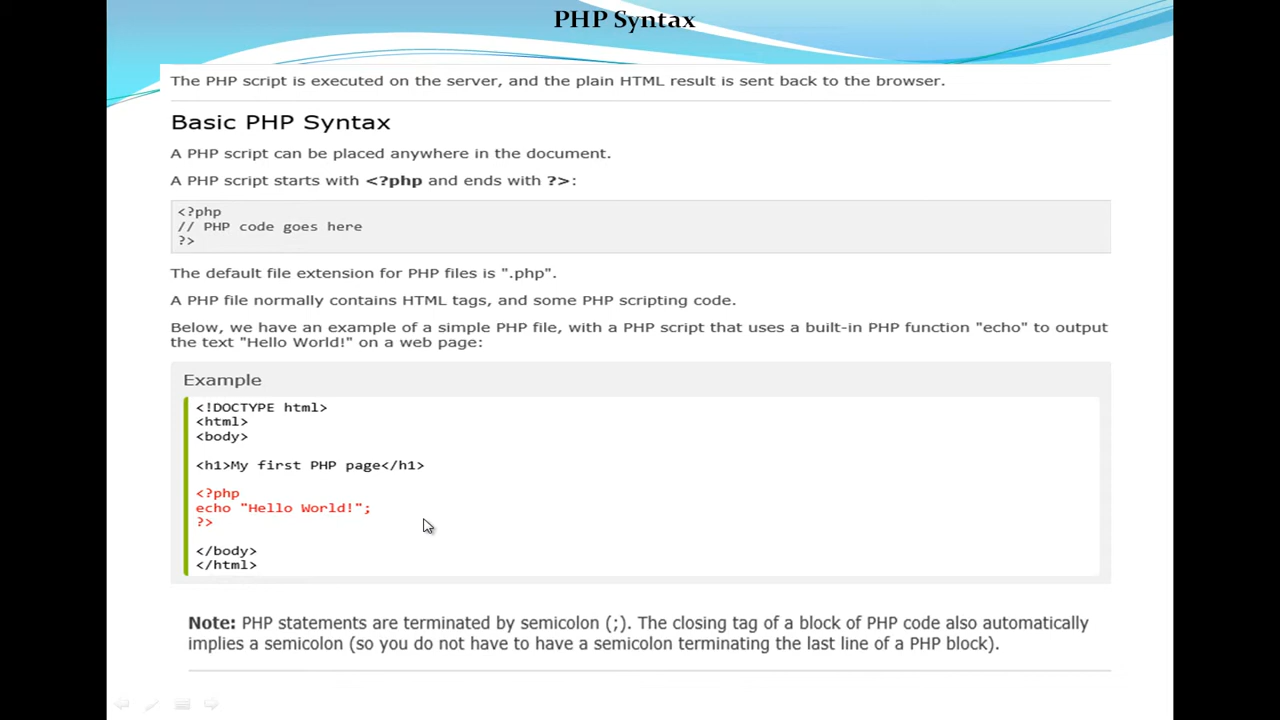 PHP Syntax
The PHP script is executed on the server, and the plain HTML result is sent back to the browser.
Basic PHP Syntax
A PHP script can be placed anywhere in the document.
A PHP script starts with <?php and ends with ?>:
<?php
// PHP code goes here
?>
The default file extension for PHP files is ".php".
A PHP file normally contains HTML tags, and some PHP scripting code.
Below, we have an example of a simple PHP file, with a PHP script that uses a built-in PHP function "echo" to output
the text "Hello World!" on a web page:
Example
<!DOCTYPE html>
<html>
<body>
<h1>My first PHP page</h1>
<?php
echo "Hello World!";
?>
</body>
</html>
Note: PHP statements are terminated by semicolon (;). The closing tag of a block of PHP code also automatically
implies a semicolon (so you do not have to have a semicolon terminating the last line of a PHP block).